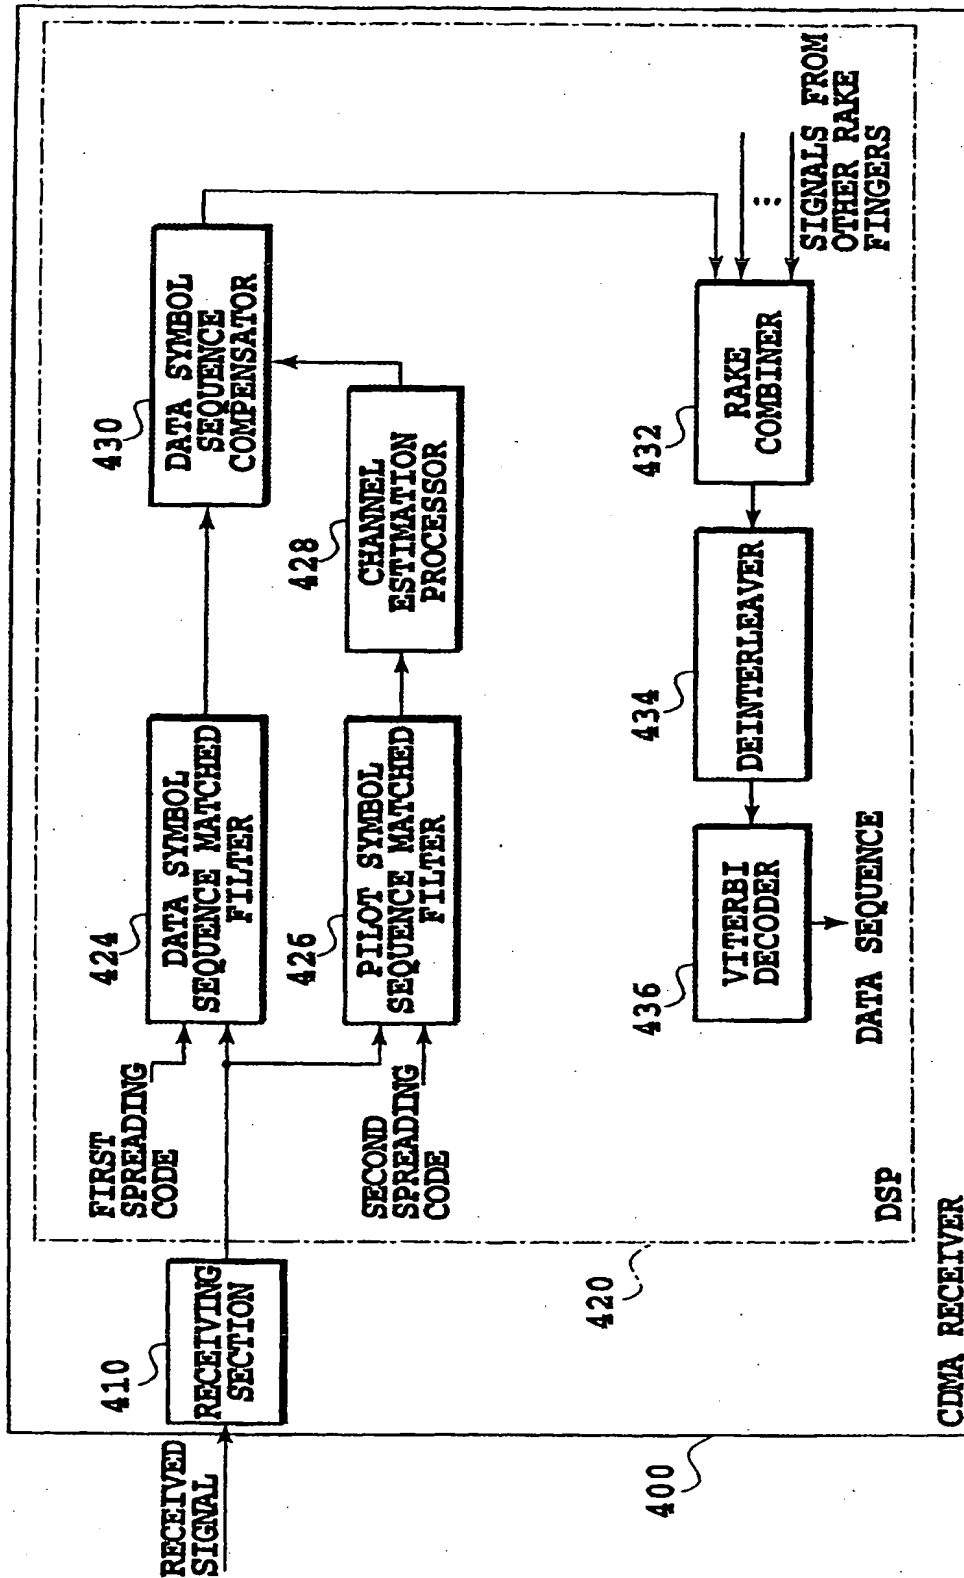 RECEIVED
SIGNAL
410
RECEIVING
SECTION
FIRST
SPREADING
CODE
SECOND
SPREADING
CODE
424
DATA SYMBOL
SEQUENCE MATCHED
FILTER
426
PILOT SYMBOL
SEQUENCE MATCHED
FILTER
428
CHANNEL
ESTIMATION
PROCESSOR
430
DATA SYMBOL
SEQUENCE
COMPENSATOR
SIGNALS FROM
OTHER RAKE
FINGERS
432
RAKE
COMBINER
434
DEINTERLEAVER
436
VITERBI
DECODER
DATA SEQUENCE
DSP
420
400
CDMA RECEIVER